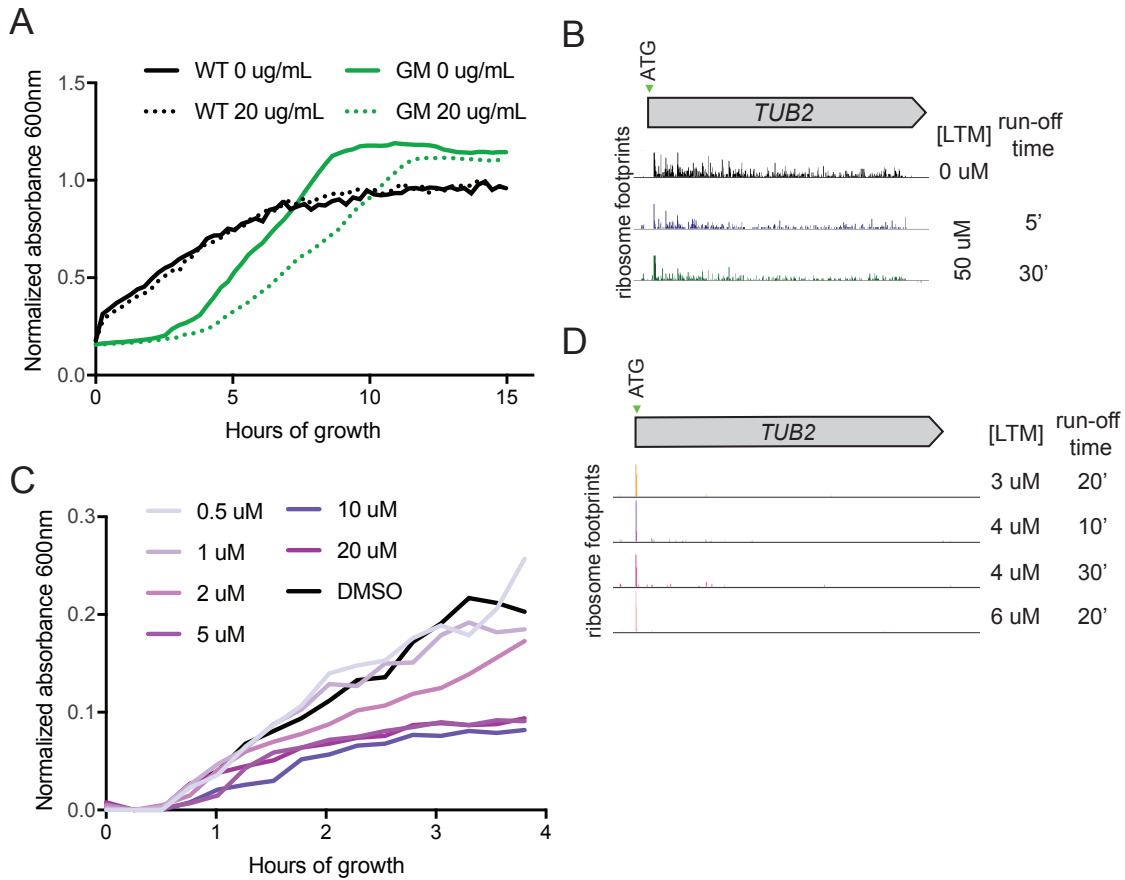 A
WT 0 ug/mL
GM 0 ug/mL
WT 20 ug/mL
GM 20 ug/mL
Normalized absorbance 600nm
1.5
1.0
0.5
0.0
0 5 10 15
Hours of growth
B
ATG
TUB2
[LTM]
run-off time
ribosome footprints
0 uM
50 uM
5'
30'
C
0.5 uM
10 uM
1 uM
20 uM
2 uM
DMSO
5 uM
Normalized absorbance 600nm
0.3
0.2
0.1
0.0
0 1 2 3 4
Hours of growth
D
ATG
TUB2
[LTM]
run-off time
ribosome footprints
3 uM 20'
4 uM 10'
4 uM 30'
6 uM 20'